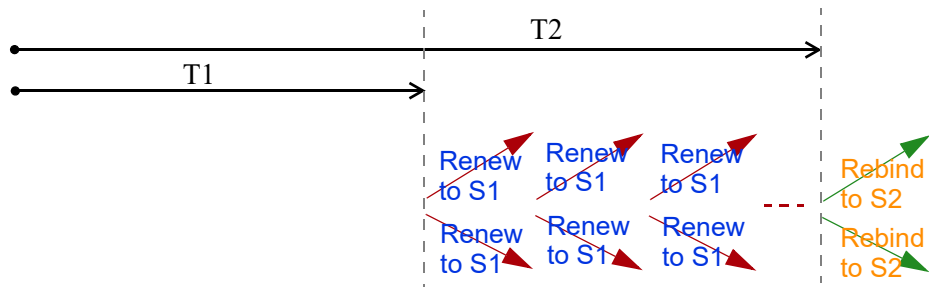 T2
T1
Renew
to S1
Renew
to S1
Renew
to S1
Rebind
to S2
Renew
to S1
Renew
to S1
Renew
to S1
Rebind
to S2